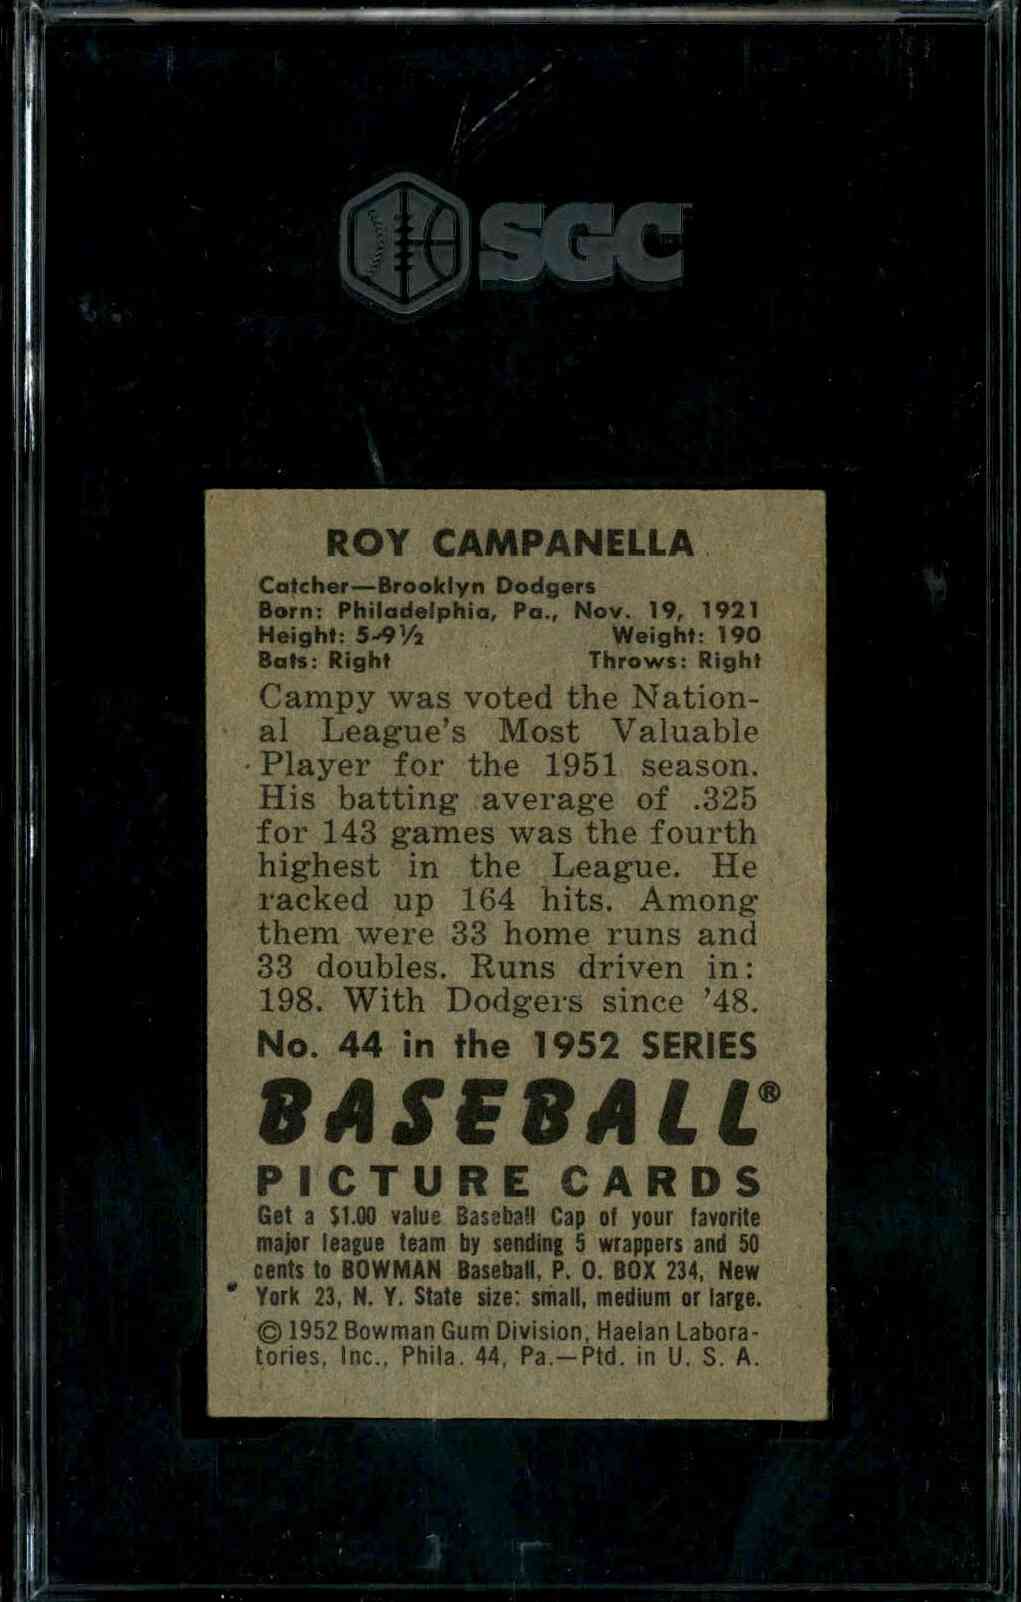 SGC
ROY CAMPANELLA
Catcher—Brooklyn Dodgers
Born: Philadelphia, Pa., Nov. 19, 1921
Height: 5-9½ Weight: 190
Bats: Right Throws: Right
Campy was voted the Nation-
al League's Most Valuable
Player for the 1951 season.
His batting average of .325
for 143 games was the fourth
highest in the League. He
racked up 164 hits. Among
them were 33 home runs and
33 doubles. Runs driven in:
198. With Dodgers since '48.
No. 44 in the 1952 SERIES
BASEBALL®
PICTURE CARDS
Get a $1.00 value Baseball Cap of your favorite
major league team by sending 5 wrappers and 50
cents to BOWMAN Baseball, P. O. BOX 234, New
York 23, N. Y. State size: small, medium or large.
© 1952 Bowman Gum Division, Haelan Labora-
tories, Inc., Phila. 44, Pa.—Ptd. in U. S. A.